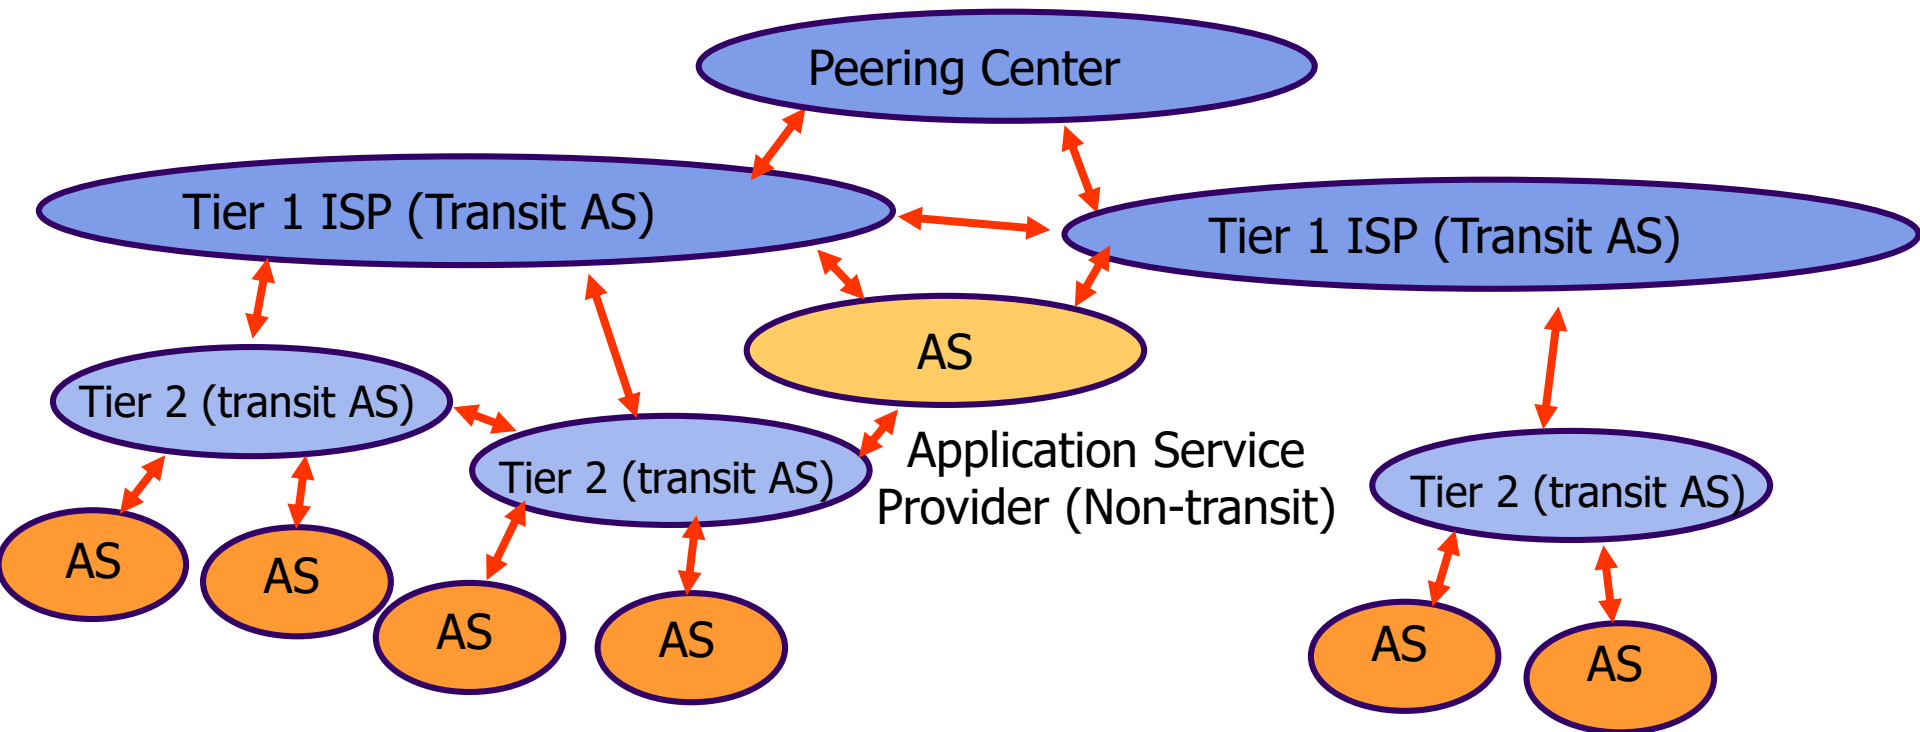 Peering Center
Tier 1 ISP (Transit AS)
Tier 1 ISP (Transit AS)
AS
Tier 2 (transit AS)
Tier 2 (transit AS)
Application Service
Provider (Non-transit)
Tier 2 (transit AS)
AS
AS
AS
AS
AS
AS